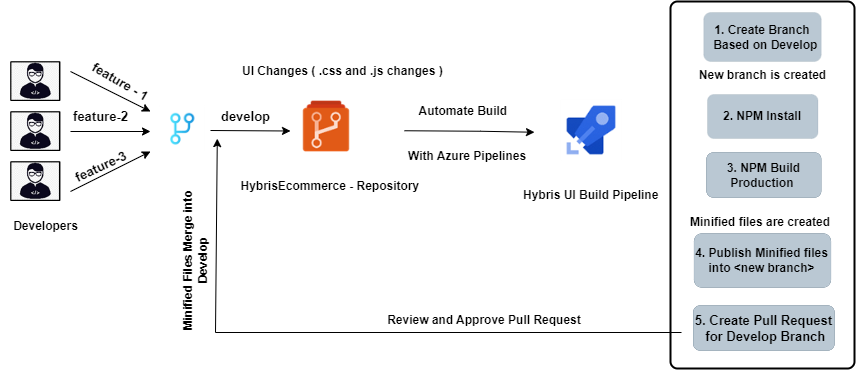 feature - 1
feature-2
feature-3
Developers
UI Changes ( .css and .js changes )
develop
HybrisEcommerce - Repository
Automate Build
With Azure Pipelines
Hybris UI Build Pipeline
1. Create Branch
Based on Develop
New branch is created
2. NPM Install
3. NPM Build
Production
Minified files are created
4. Publish Minified files
into <new branch>
5. Create Pull Request
for Develop Branch
Review and Approve Pull Request
Minified Files Merge into
Develop